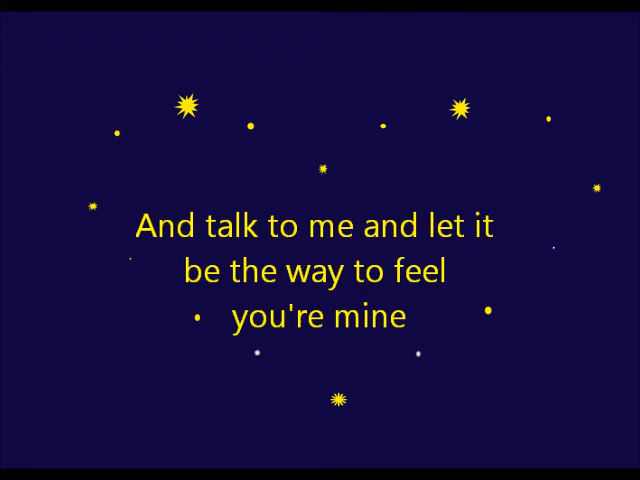 And talk to me and let it
be the way to feel
you're mine